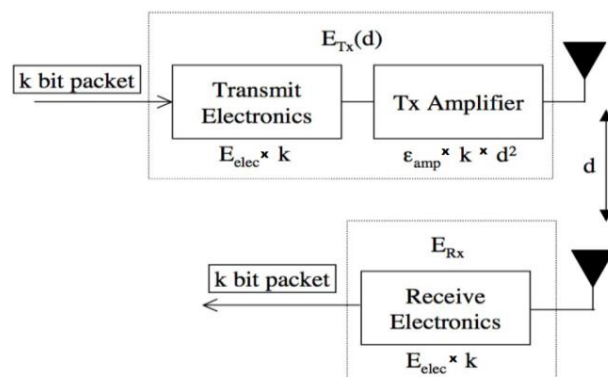 E_Tx(d)
k bit packet
Transmit
Electronics
Tx Amplifier
E_elec × k
ε_amp × k × d²
d
E_Rx
k bit packet
Receive
Electronics
E_elec × k